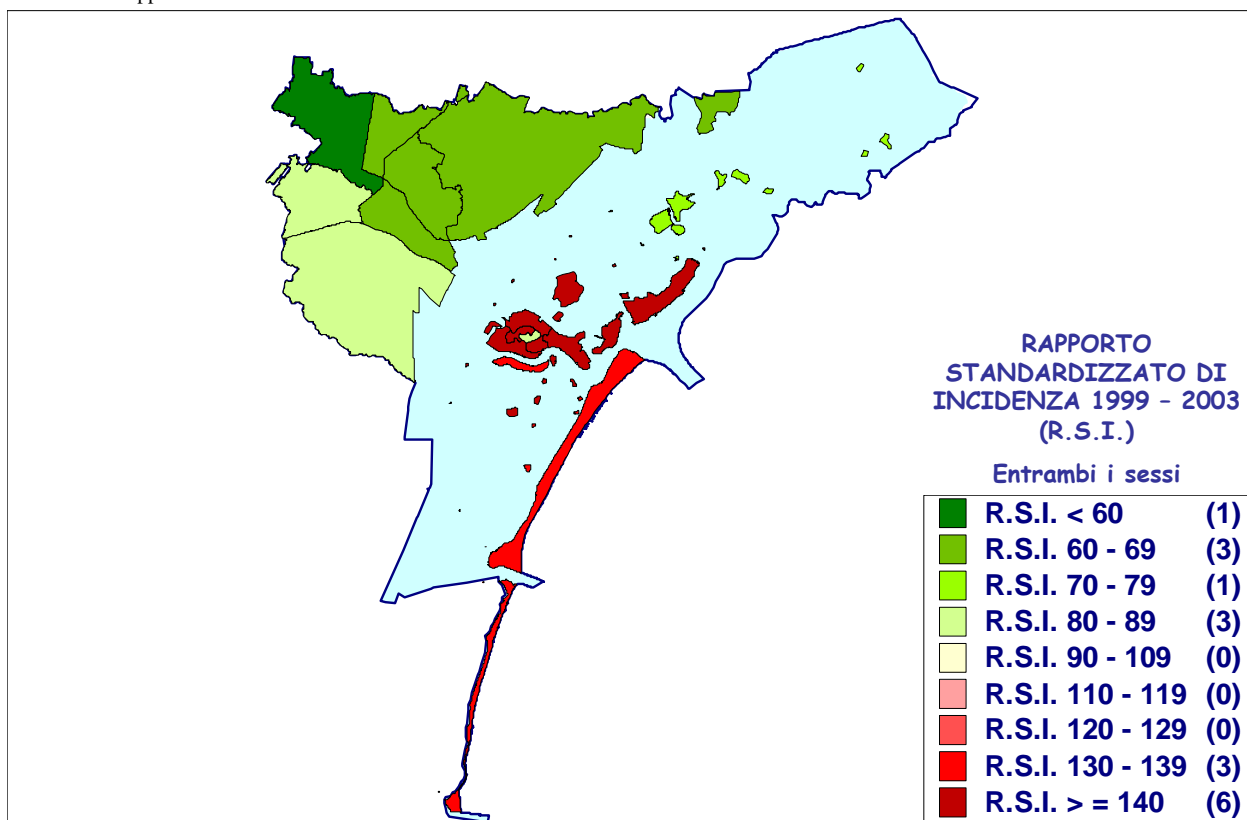 RAPPORTO
STANDARDIZZATO DI
INCIDENZA 1999 - 2003
(R.S.I.)
Entrambi i sessi
R.S.I. < 60 (1)
R.S.I. 60 - 69 (3)
R.S.I. 70 - 79 (1)
R.S.I. 80 - 89 (3)
R.S.I. 90 - 109 (0)
R.S.I. 110 - 119 (0)
R.S.I. 120 - 129 (0)
R.S.I. 130 - 139 (3)
R.S.I. > = 140 (6)